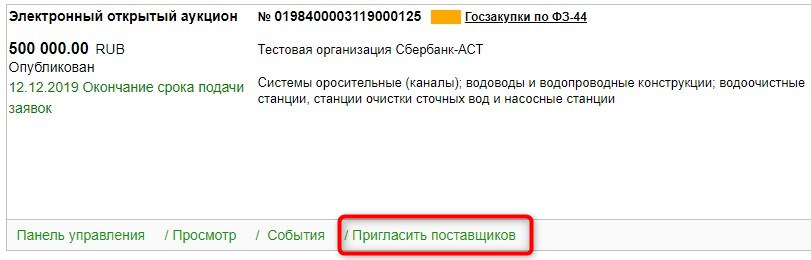 Электронный открытый аукцион № 0198400003119000125 Госзакупки по ФЗ-44
500 000.00 RUB
Опубликован
12.12.2019 Окончание срока подачи заявок
Тестовая организация Сбербанк-АСТ
Системы оросительные (каналы); водоводы и водопроводные конструкции; водоочистные
станции, станции очистки сточных вод и насосные станции
Панель управления / Просмотр / События / Пригласить поставщиков